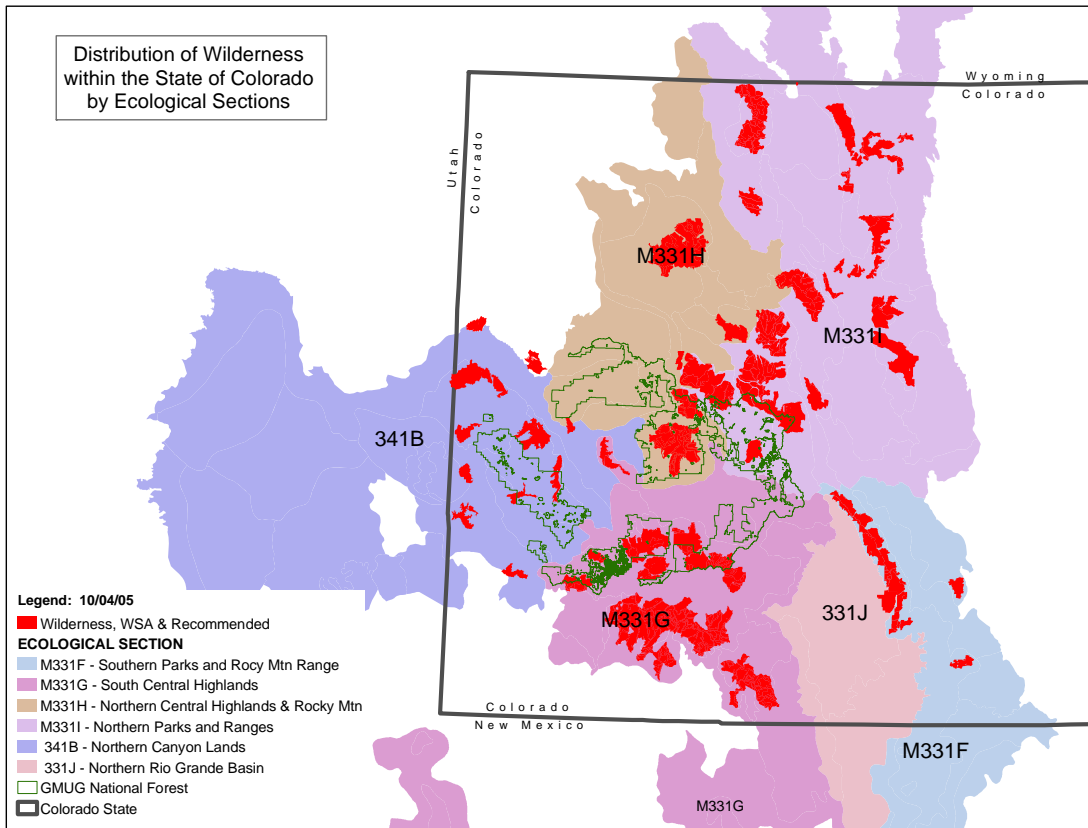 Distribution of Wilderness
within the State of Colorado
by Ecological Sections
Wyoming
Colorado
Utah
Colorado
M331H
M331I
341B
M331G
331J
M331F
Colorado
New Mexico
M331G
Legend: 10/04/05
Wilderness, WSA & Recommended
ECOLOGICAL SECTION
M331F - Southern Parks and Rocy Mtn Range
M331G - South Central Highlands
M331H - Northern Central Highlands & Rocky Mtn
M331I - Northern Parks and Ranges
341B - Northern Canyon Lands
331J - Northern Rio Grande Basin
GMUG National Forest
Colorado State